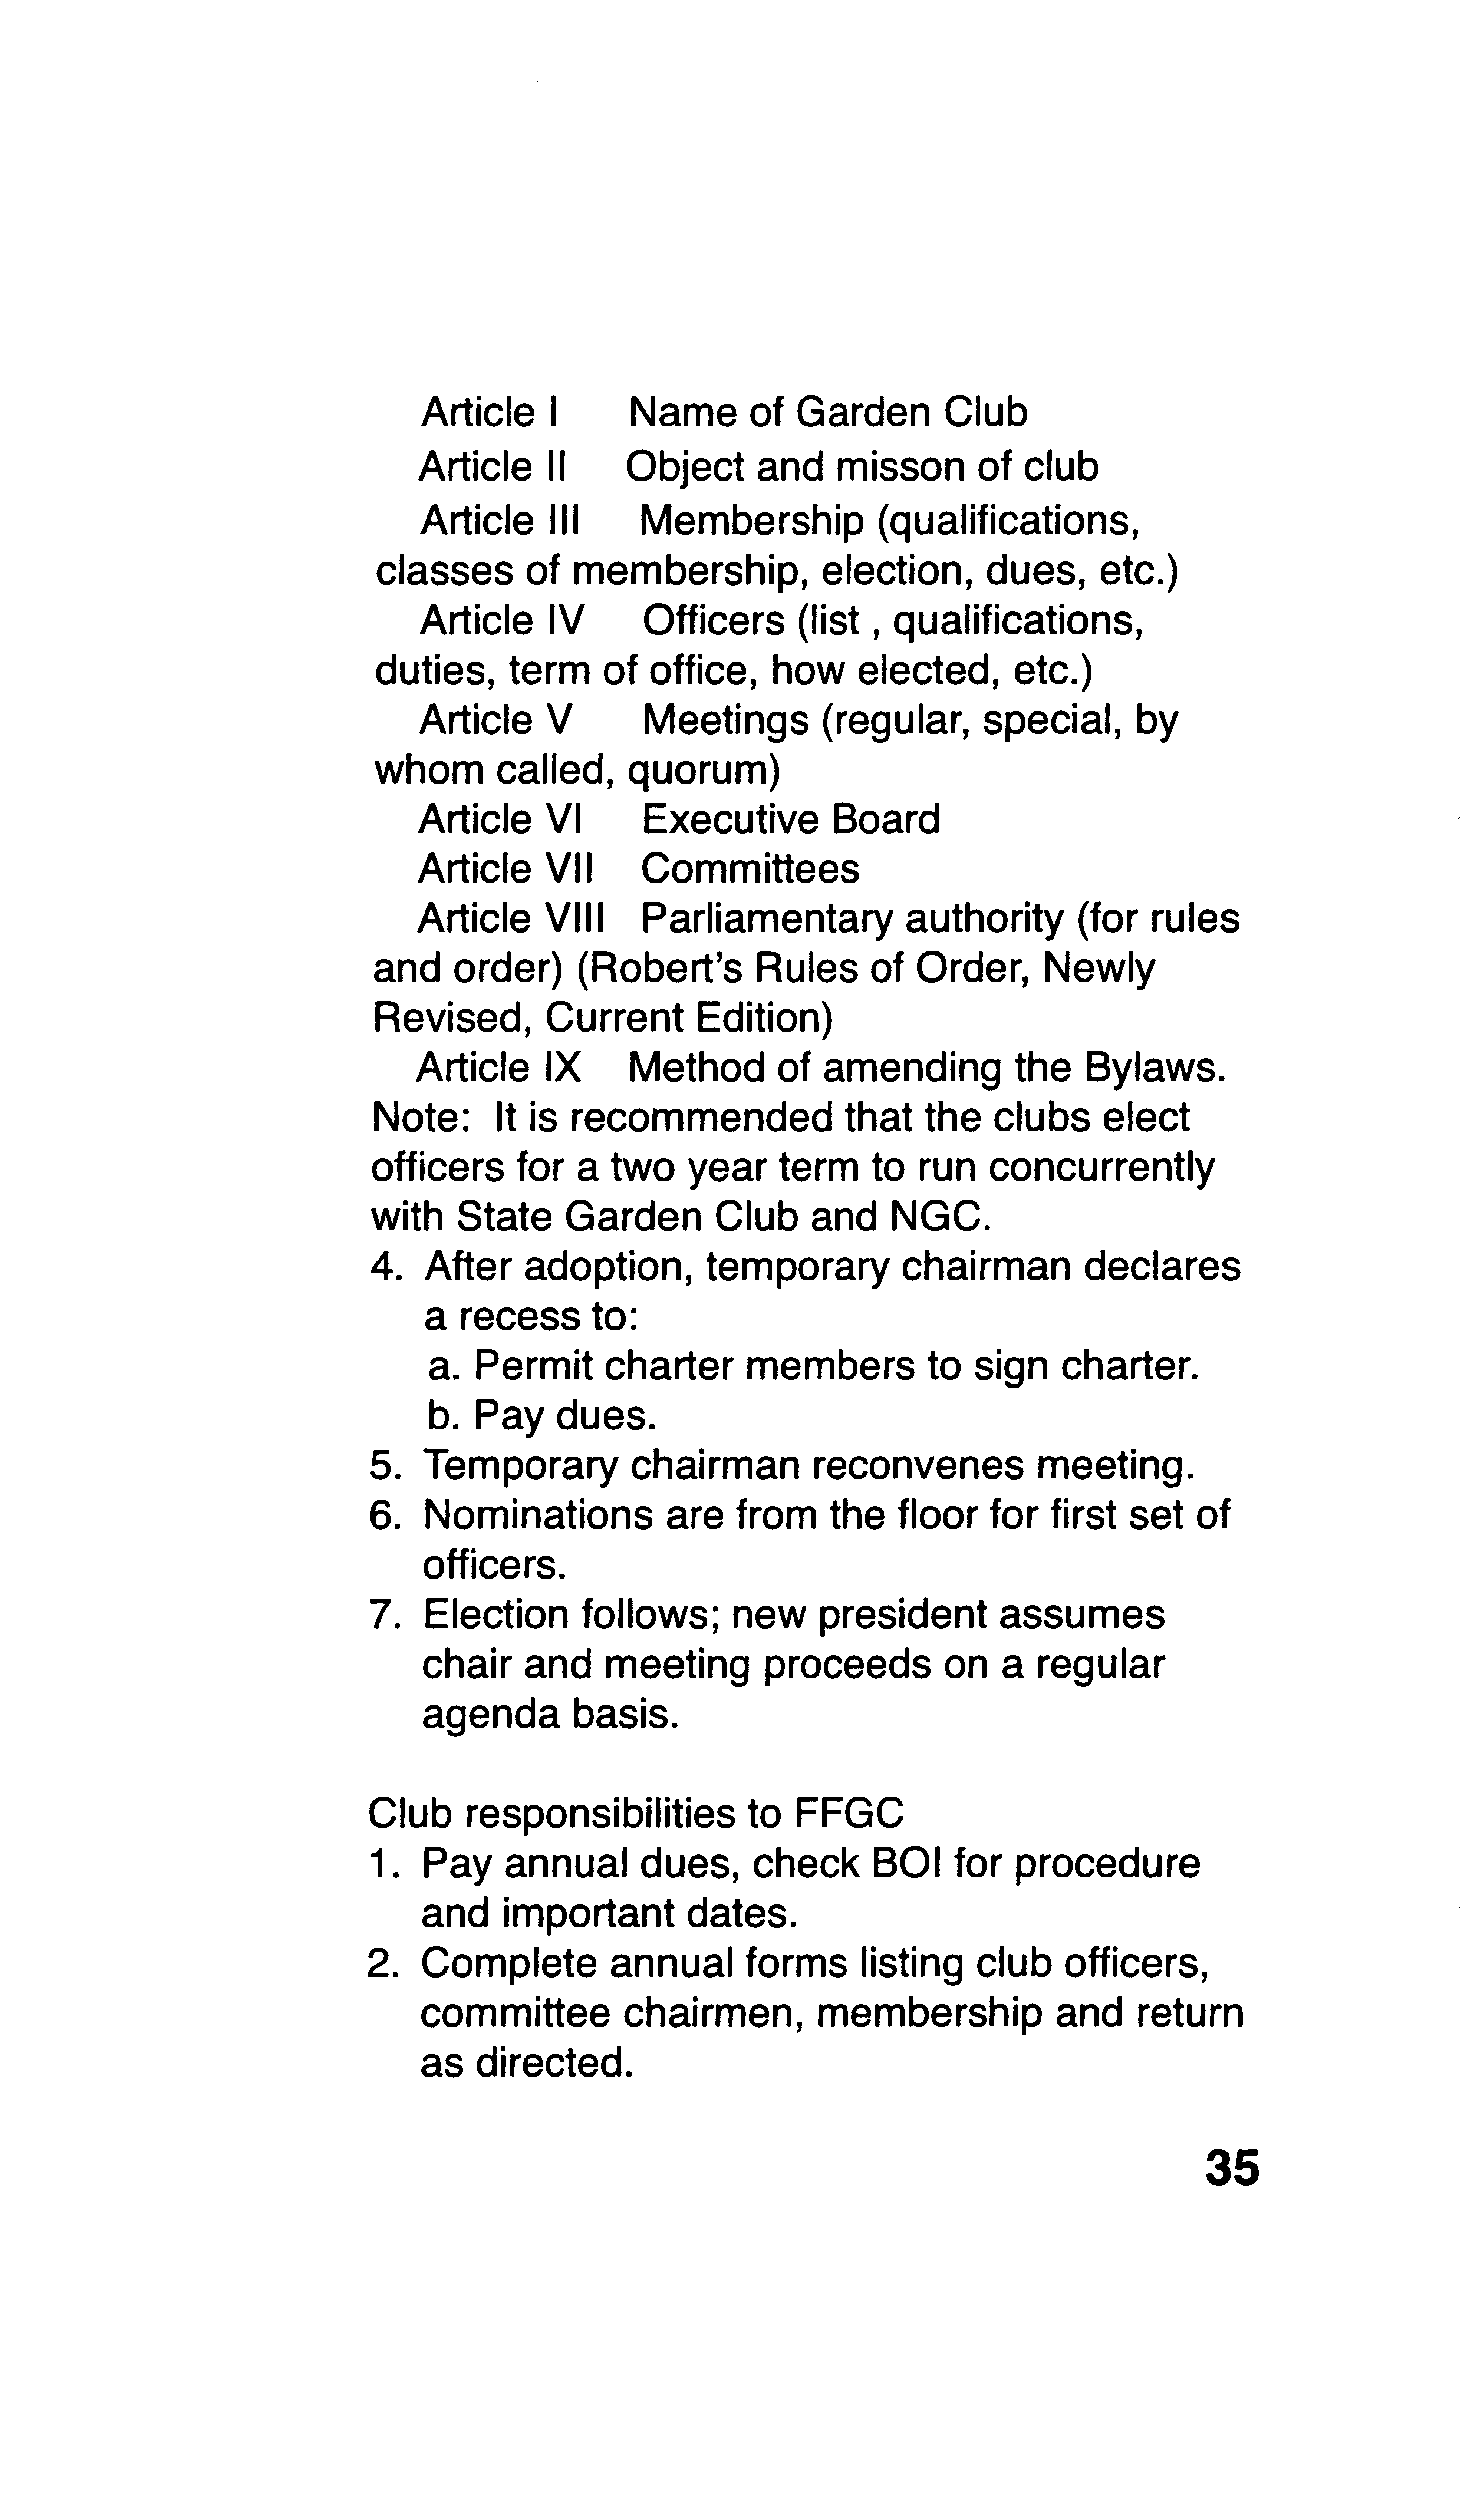 Article I Name of Garden Club
Article II Object and misson of club
Article III Membership (qualifications,
classes of membership, election, dues, etc.)
Article IV Officers (list , qualifications,
duties, term of office, how elected, etc.)
Article V Meetings (regular, special, by
whom called, quorum)
Article VI Executive Board
Article VII Committees
Article VIII Parliamentary authority (for rules
and order) (Robert's Rules of Order, Newly
Revised, Current Edition)
Article IX Method of amending the Bylaws.
Note: It is recommended that the clubs elect
officers for a two year term to run concurrently
with State Garden Club and NGC.
4. After adoption, temporary chairman declares
a recess to:
a. Permit charter members to sign charter.
b. Pay dues.
5. Temporary chairman reconvenes meeting.
6. Nominations are from the floor for first set of
officers.
7. Election follows; new president assumes
chair and meeting proceeds on a regular
agenda basis.
Club responsibilities to FFGC
1. Pay annual dues, check BOI for procedure
and important dates.
2. Complete annual forms listing club officers,
committee chairmen, membership and return
as directed.
35